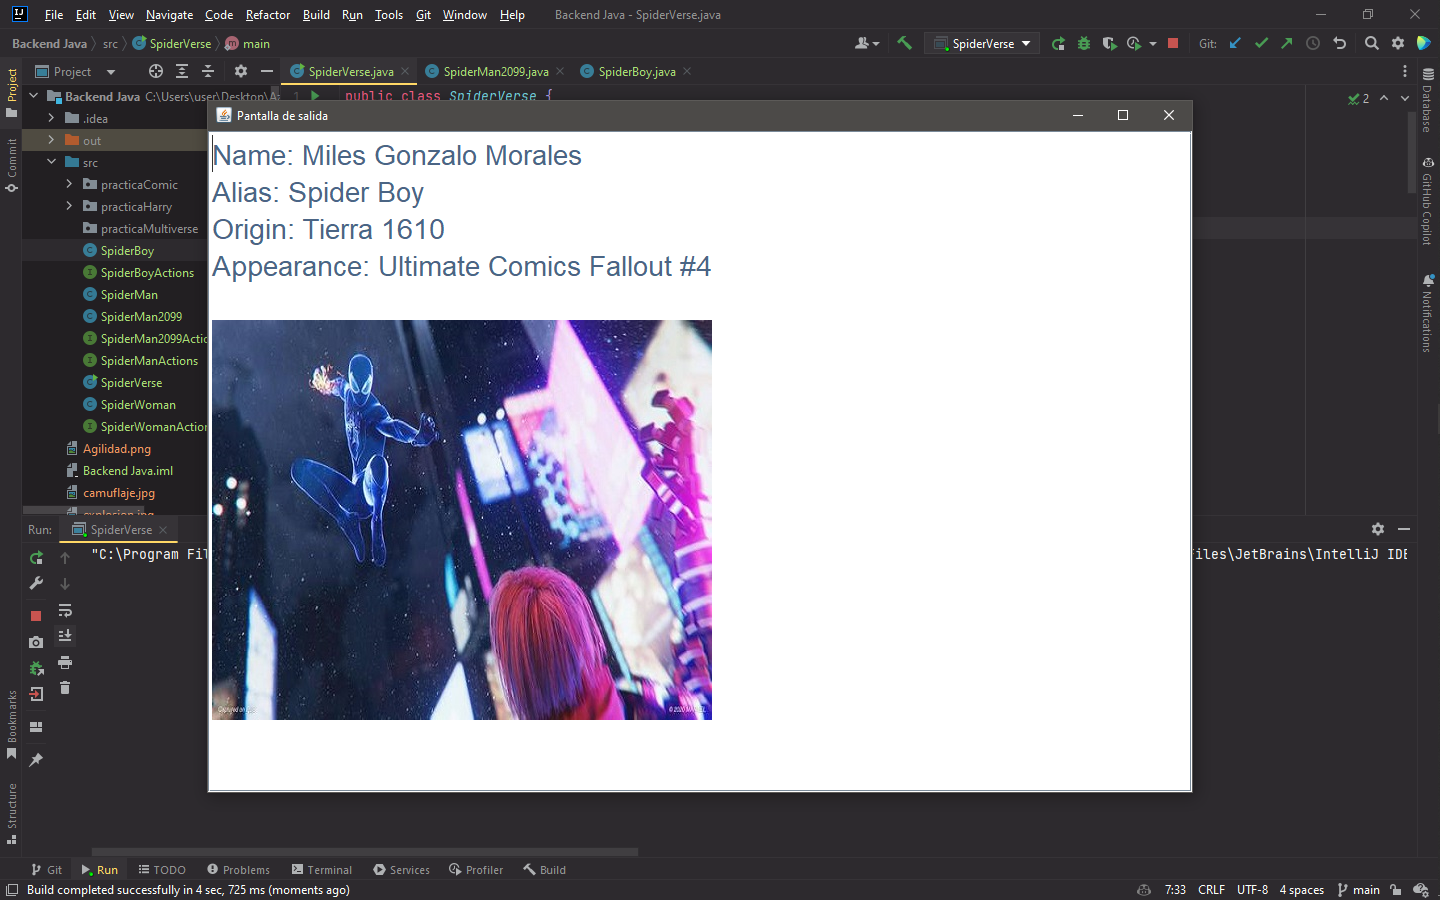 File Edit View Navigate Code Refactor Build Run Tools Git Window Help Backend Java - SpiderVerse.java
Backend Java src SpiderVerse main SpiderVerse Git:
Project SpiderVerse.java SpiderMan2099.java SpiderBoy.java
Project
Commit
Bookmarks
Structure
Backend Java C:\Users\user\Desktop\A
.idea
out
src
practicaComic
practicaHarry
practicaMultiverse
SpiderBoy
SpiderBoyActions
SpiderMan
SpiderMan2099
SpiderMan2099Actio
SpiderManActions
SpiderVerse
SpiderWoman
SpiderWomanAction
Agilidad.png
Backend Java.iml
camuflaje.jpg
explosion.jpg
1 public class SpiderVerse {
2
Pantalla de salida
Name: Miles Gonzalo Morales
Alias: Spider Boy
Origin: Tierra 1610
Appearance: Ultimate Comics Fallout #4
© 2020 MARVEL
Database
GitHub Copilot
Notifications
Run: SpiderVerse
"C:\Program Fil
iles\JetBrains\IntelliJ IDE
Git Run TODO Problems Terminal Services Profiler Build
Build completed successfully in 4 sec, 725 ms (moments ago) 7:33 CRLF UTF-8 4 spaces main